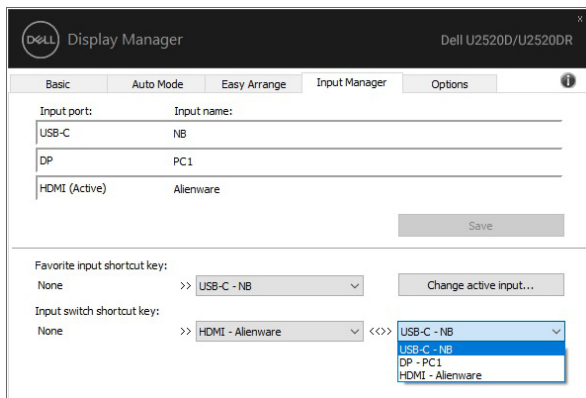 DELL Display Manager Dell U2520D/U2520DR x
Basic Auto Mode Easy Arrange Input Manager Options i
Input port: Input name:
USB-C NB
DP PC1
HDMI (Active) Alienware
Save
Favorite input shortcut key:
None >> USB-C - NB Change active input...
Input switch shortcut key:
None >> HDMI - Alienware <<>> USB-C - NB
USB-C - NB
DP - PC1
HDMI - Alienware